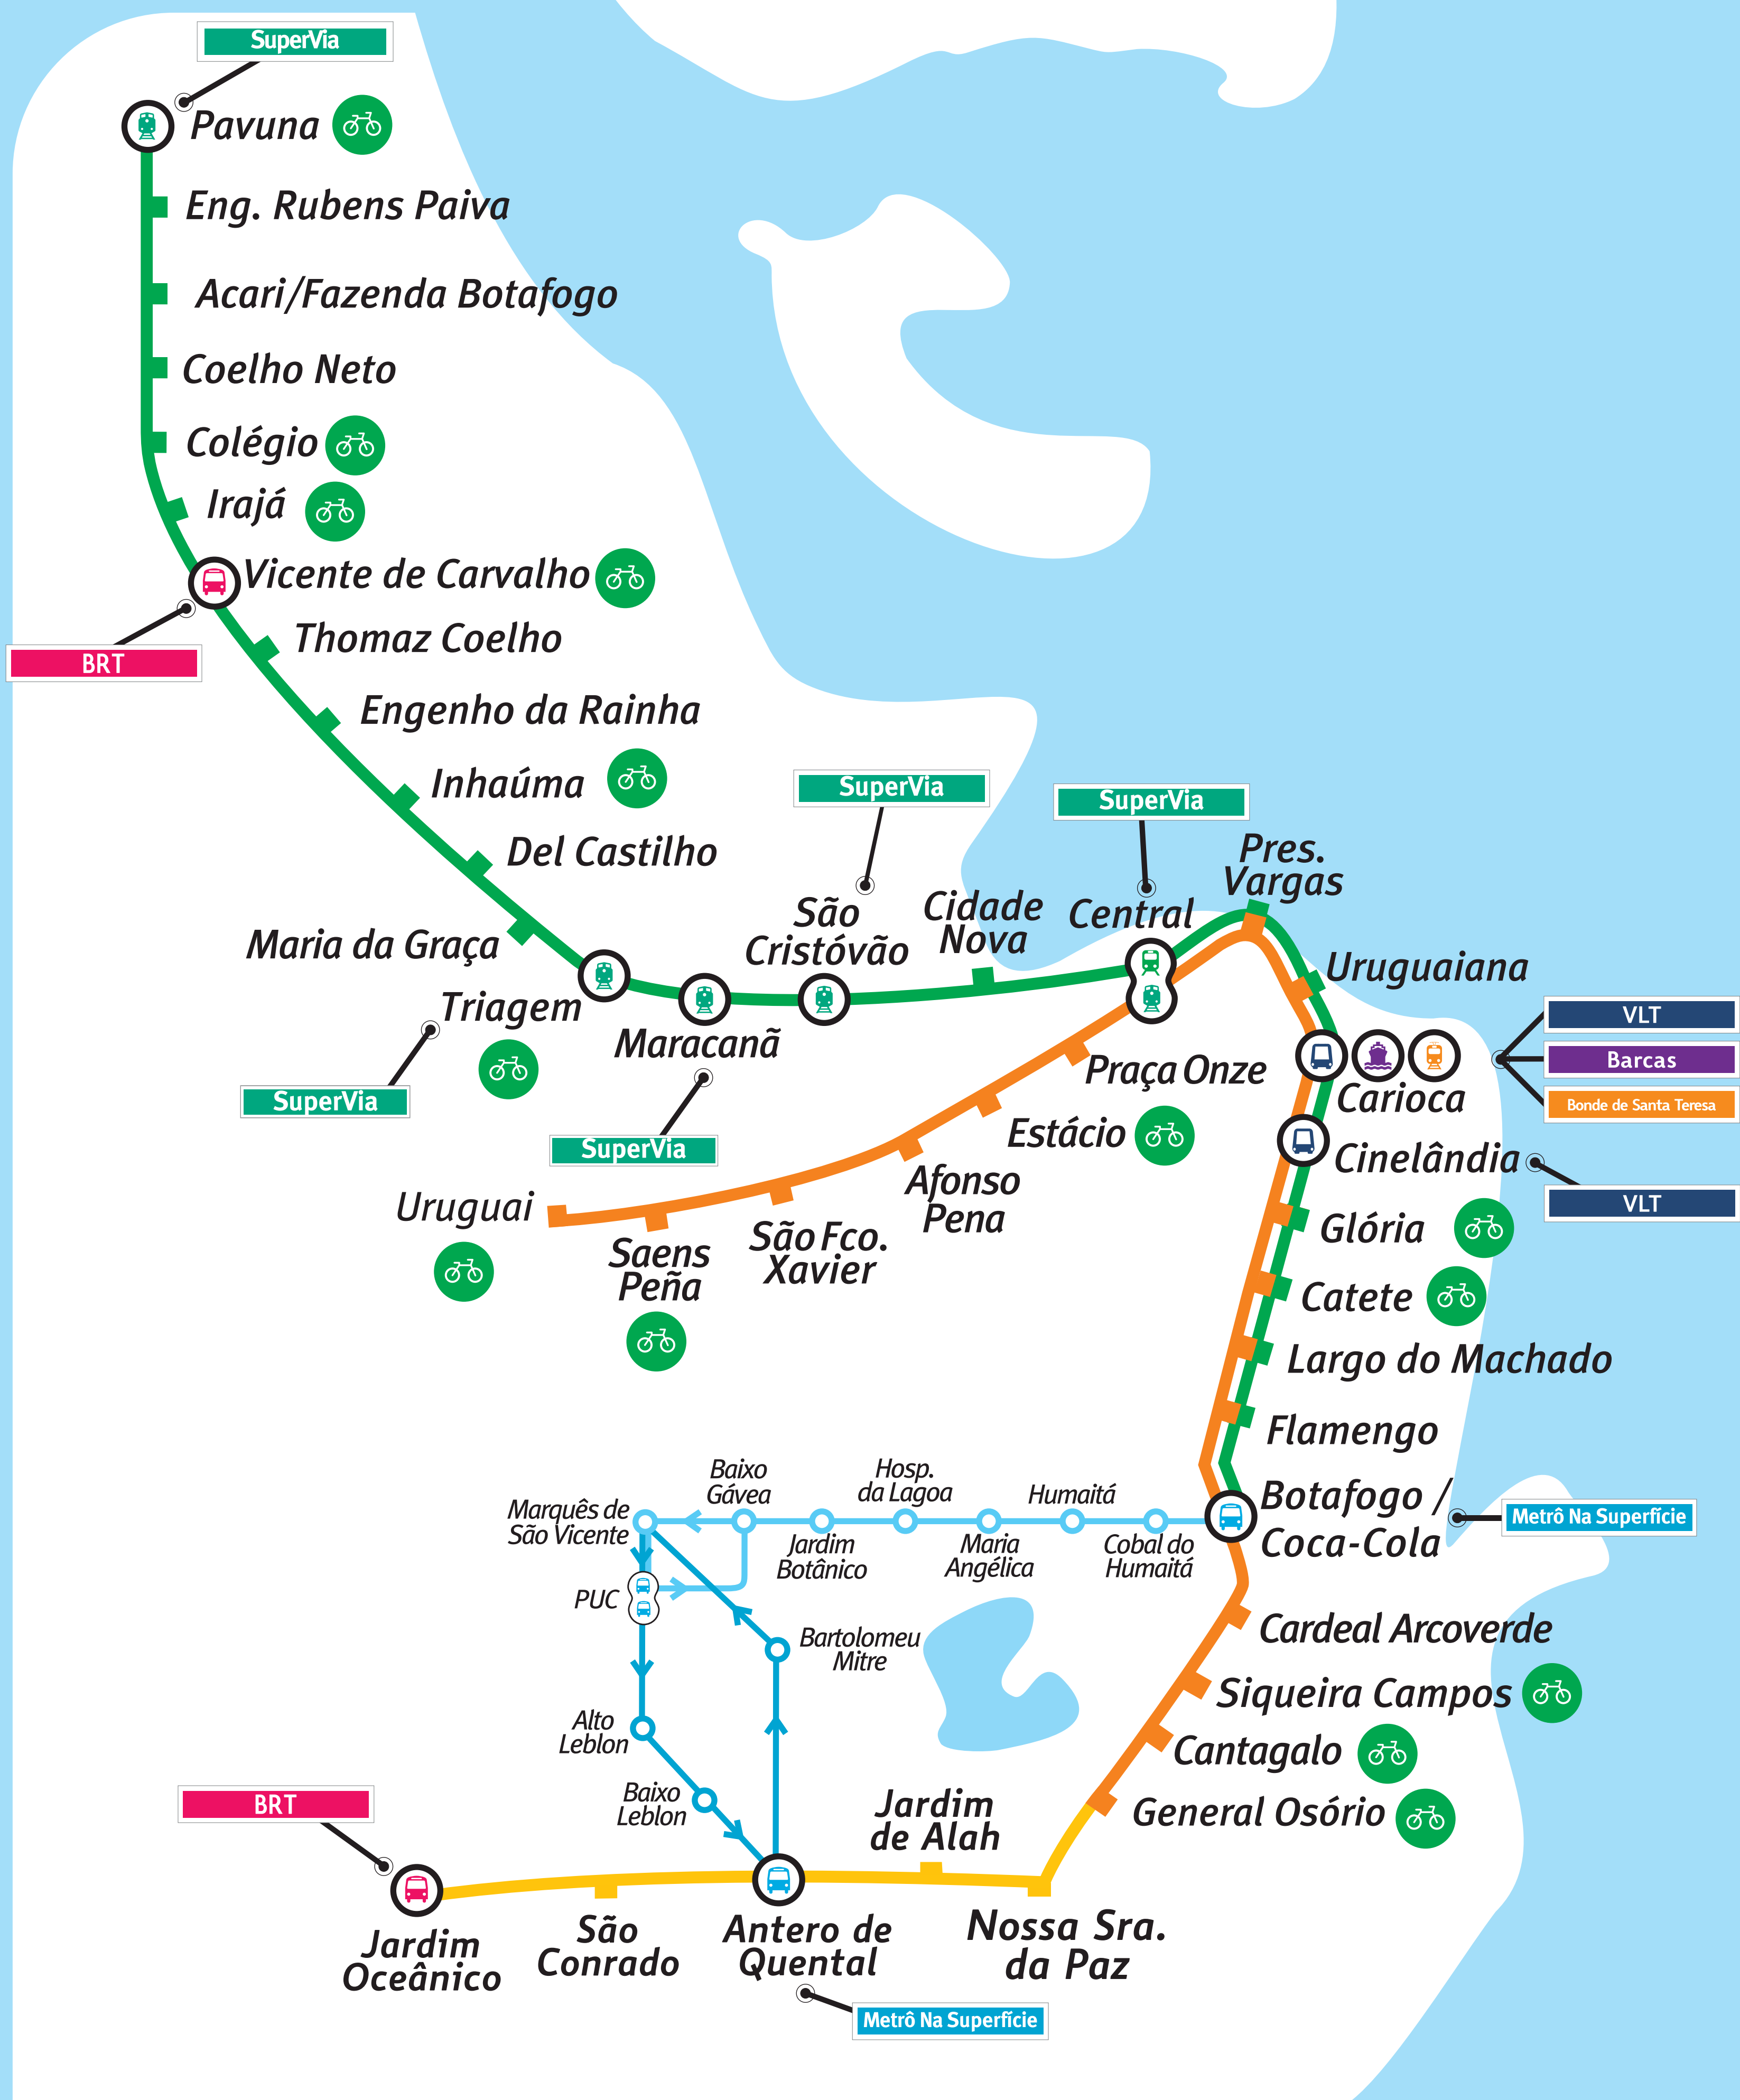 SuperVia
Pavuna
Eng. Rubens Paiva
Acari/Fazenda Botafogo
Coelho Neto
Colégio
Irajá
Vicente de Carvalho
BRT
Thomaz Coelho
Engenho da Rainha
Inhaúma
Del Castilho
Maria da Graça
Triagem
SuperVia
Maracanã
SuperVia
SuperVia
São
Cristóvão
Cidade
Nova
SuperVia
Central
Pres.
Vargas
Uruguaiana
VLT
Barcas
Bonde de Santa Teresa
Carioca
Cinelândia
VLT
Praça Onze
Estácio
Afonso
Pena
São Fco.
Xavier
Saens
Peña
Uruguai
Glória
Catete
Largo do Machado
Flamengo
Botafogo /
Coca-Cola
Metrô Na Superfície
Cobal do
Humaitá
Humaitá
Maria
Angélica
Hosp.
da Lagoa
Jardim
Botânico
Baixo
Gávea
Marquês de
São Vicente
PUC
Bartolomeu
Mitre
Alto
Leblon
Baixo
Leblon
Cardeal Arcoverde
Siqueira Campos
Cantagalo
General Osório
Jardim
de Alah
Nossa Sra.
da Paz
Antero de
Quental
Metrô Na Superfície
São
Conrado
BRT
Jardim
Oceânico